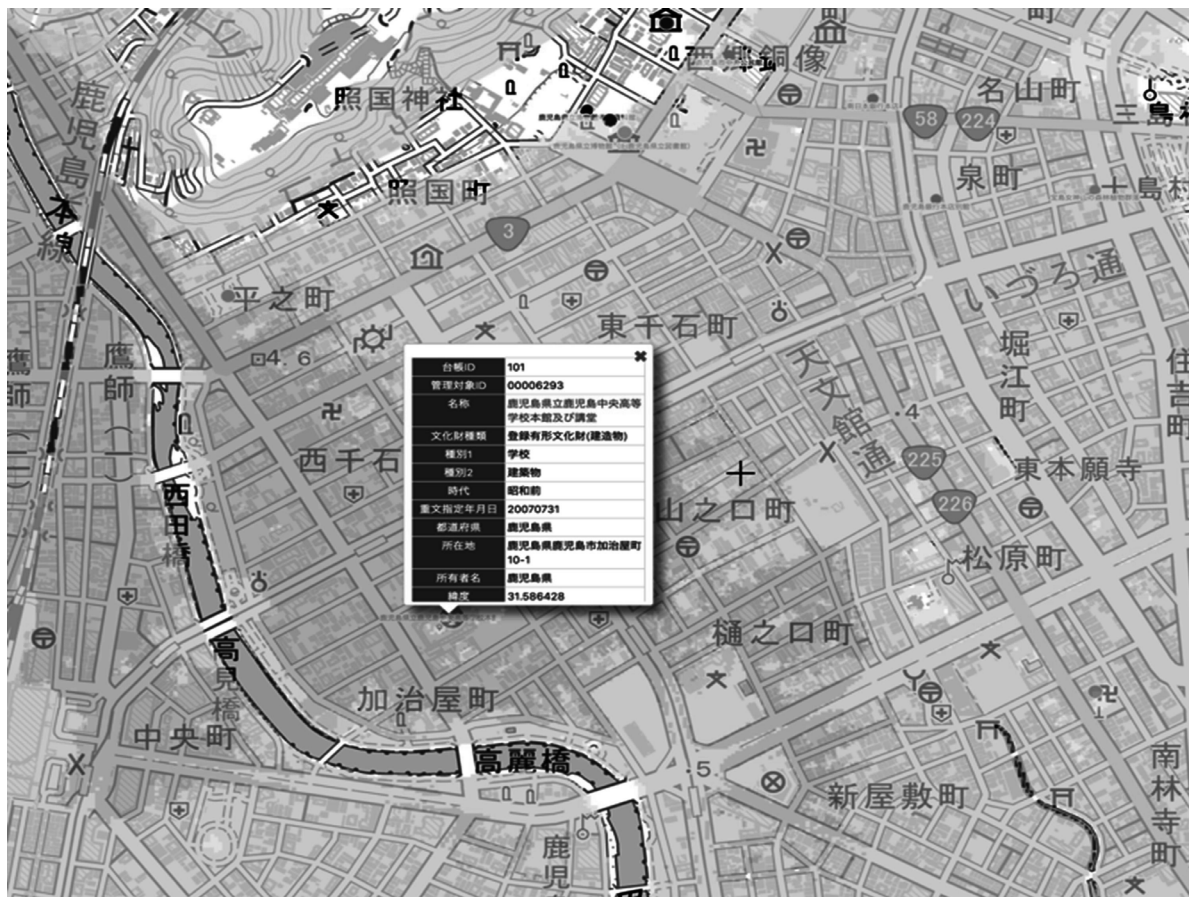 西郷銅像
名山町
照国神社
鹿児島
58
224
泉町
十島村
照国町
本
線
3
平之町
東千石町
いづろ通
堀江町
住吉町
鷹師
鷹師(二)
4.6
天文館通
.4
225
226
東本願寺
西千石
台帳ID 101
管理対象ID 00006293
名称 鹿児島県立鹿児島中央高等
学校本館及び講堂
文化財種類 登録有形文化財(建造物)
種別1 学校
種別2 建築物
時代 昭和前
重文指定年月日 20070731
都道府県 鹿児島県
所在地 鹿児島県鹿児島市加治屋町
10-1
所有者名 鹿児島県
緯度 31.586428
山之口町
松原町
西田橋
樋之口町
高見橋
加治屋町
中央町
高麗橋
.5
新屋敷町
南林寺町
鹿児